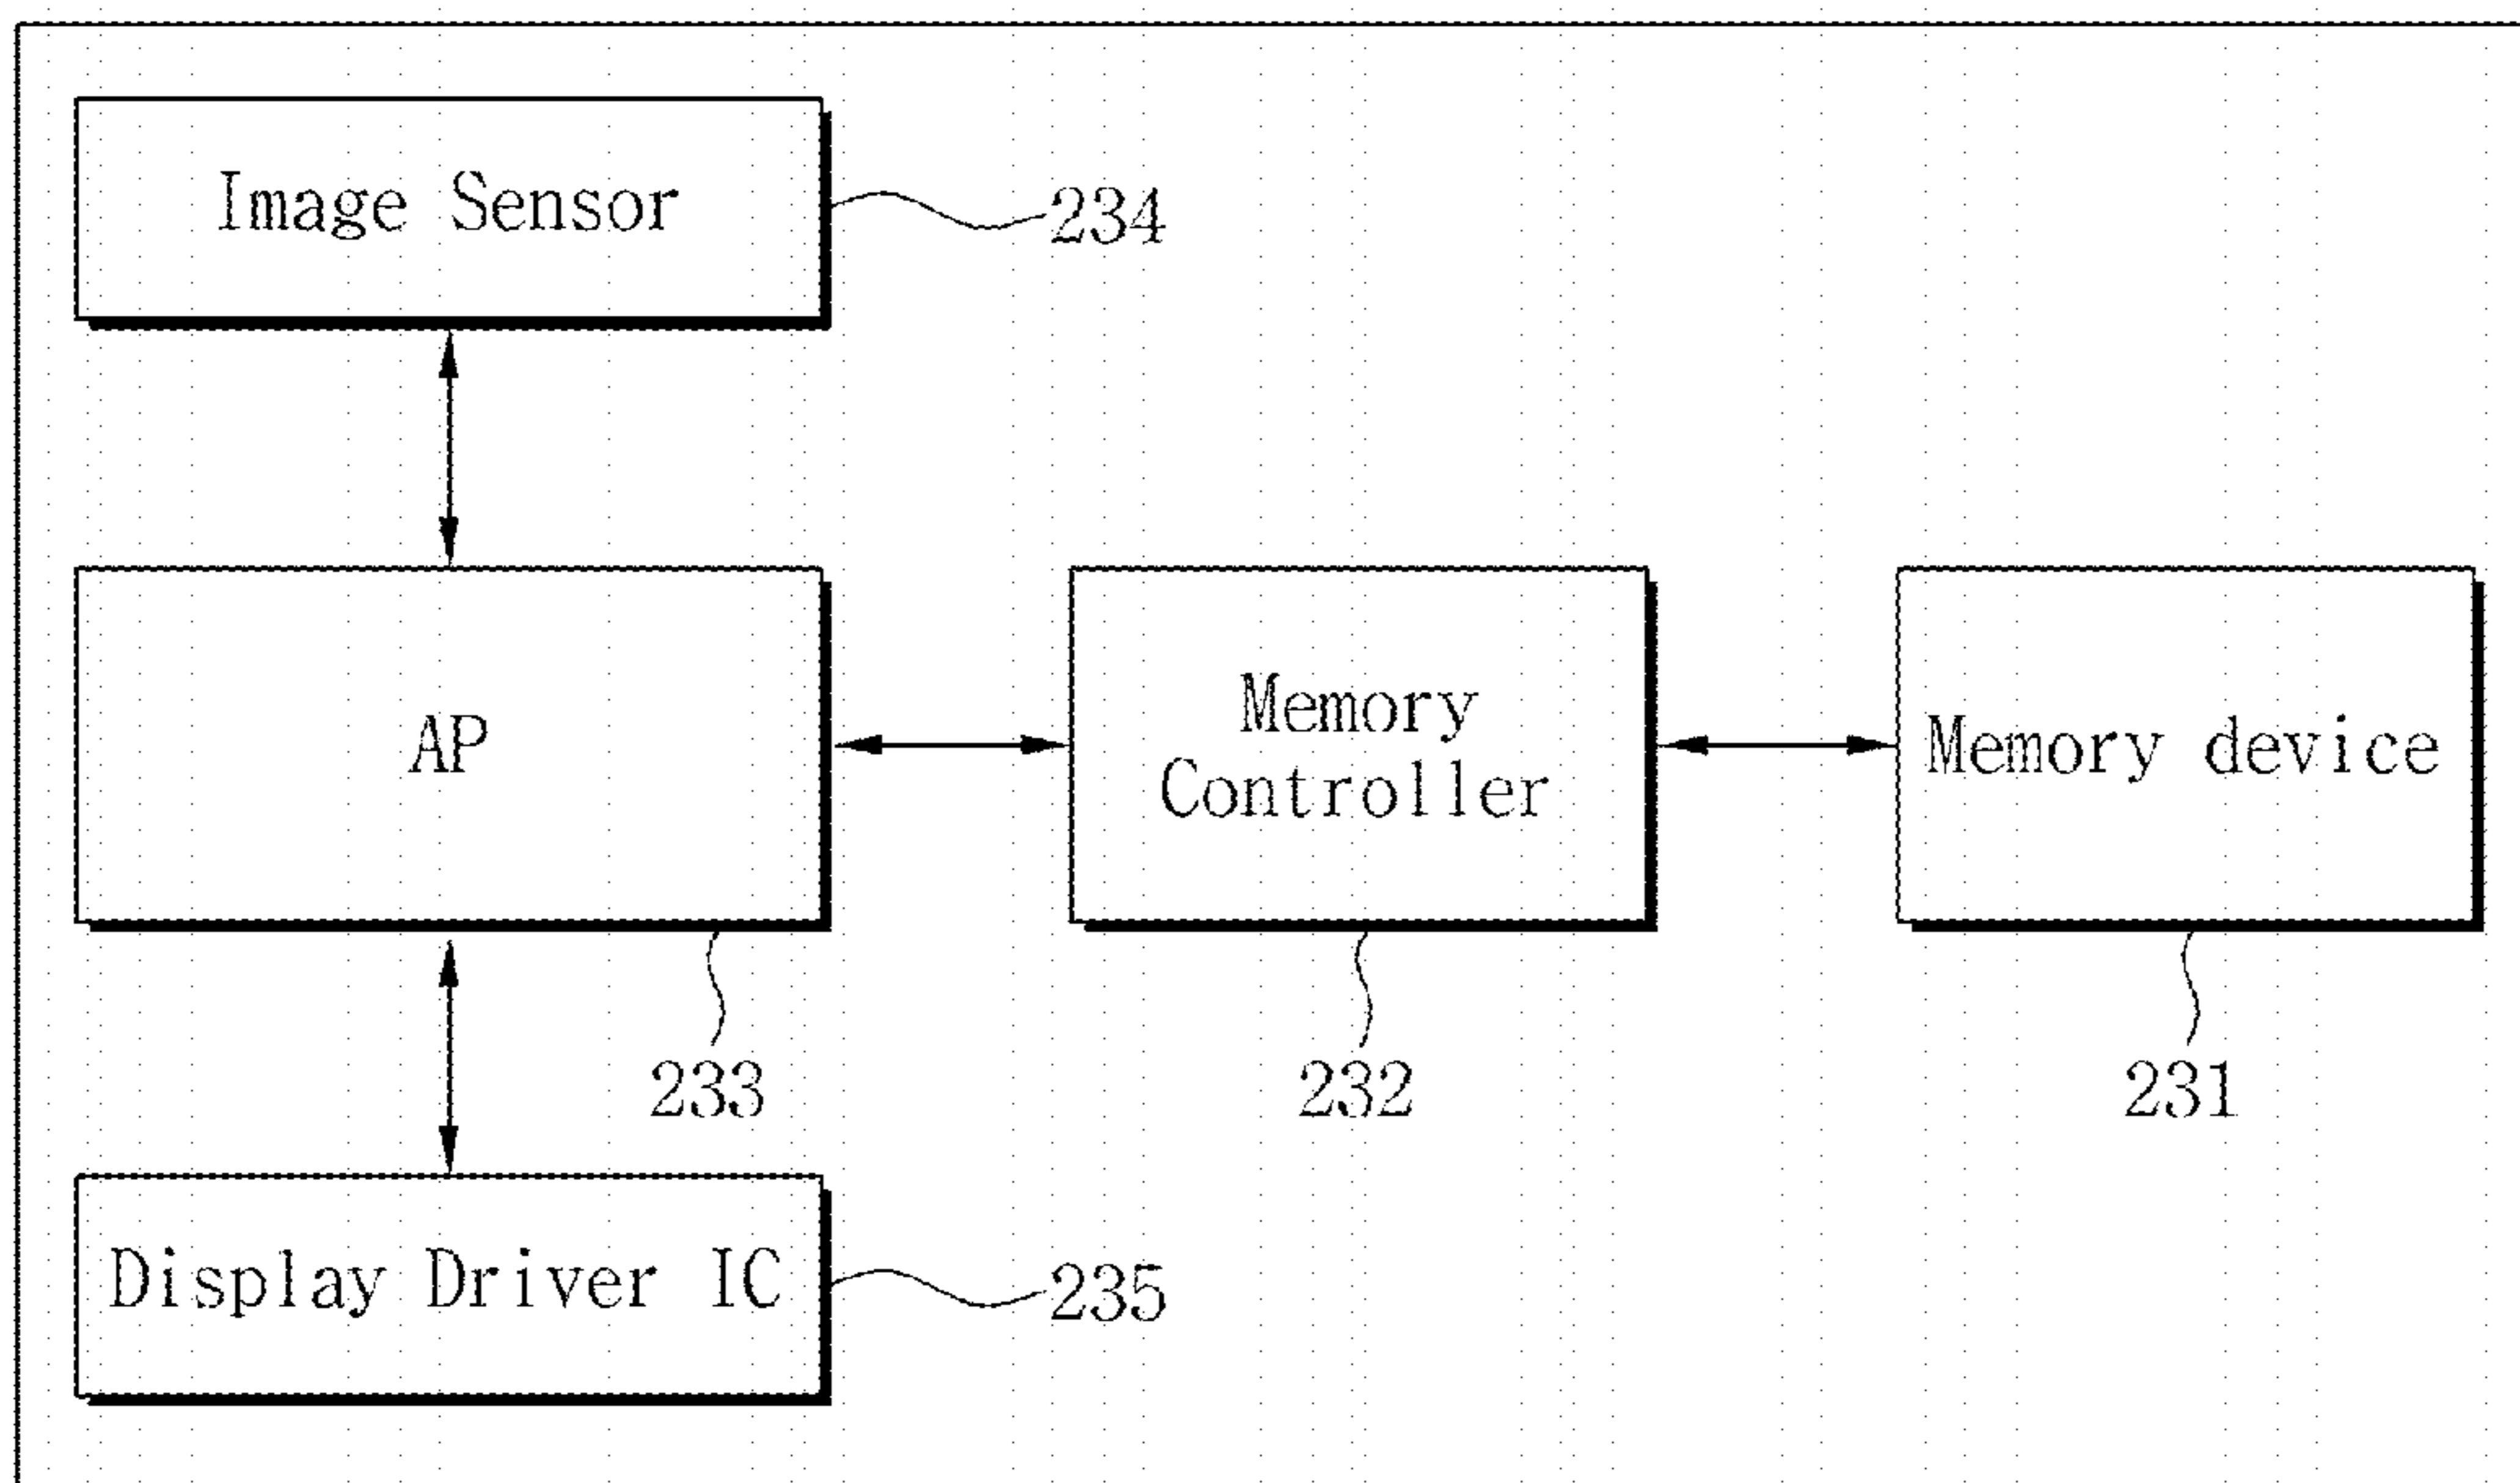 Image Sensor
234
AP
Memory
Controller
Memory device
233
232
231
Display Driver IC
235